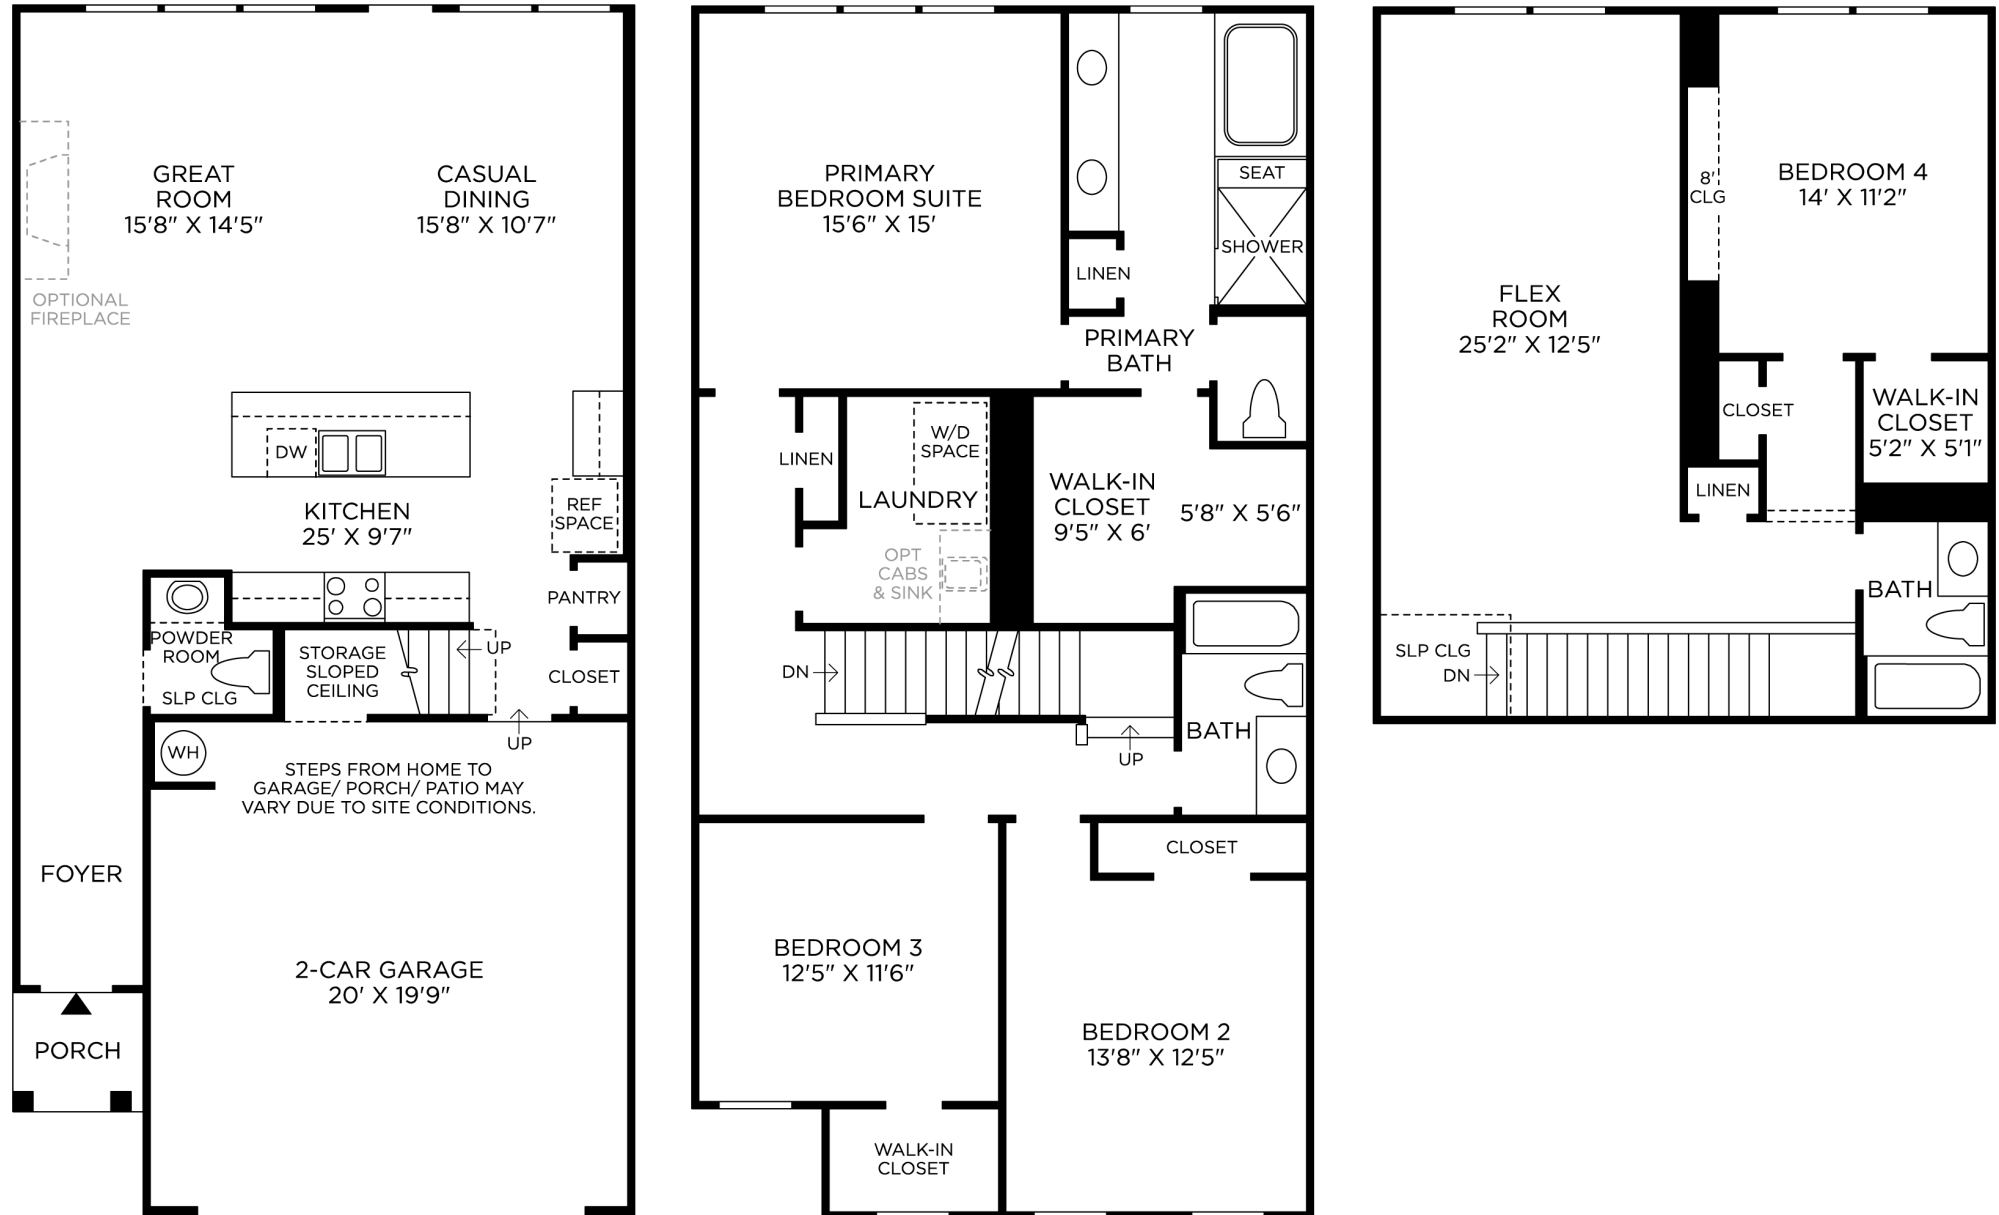 GREAT
ROOM
15'8" X 14'5"
CASUAL
DINING
15'8" X 10'7"
OPTIONAL
FIREPLACE
DW
KITCHEN
25' X 9'7"
REF
SPACE
PANTRY
POWDER
ROOM
SLP CLG
STORAGE
SLOPED
CEILING
UP
CLOSET
UP
WH
STEPS FROM HOME TO
GARAGE/ PORCH/ PATIO MAY
VARY DUE TO SITE CONDITIONS.
FOYER
2-CAR GARAGE
20' X 19'9"
PORCH
PRIMARY
BEDROOM SUITE
15'6" X 15'
SEAT
SHOWER
LINEN
PRIMARY
BATH
LINEN
W/D
SPACE
LAUNDRY
OPT
CABS
& SINK
WALK-IN
CLOSET
9'5" X 6'
5'8" X 5'6"
DN
UP
BATH
CLOSET
BEDROOM 3
12'5" X 11'6"
BEDROOM 2
13'8" X 12'5"
WALK-IN
CLOSET
8'
CLG
BEDROOM 4
14' X 11'2"
FLEX
ROOM
25'2" X 12'5"
CLOSET
WALK-IN
CLOSET
5'2" X 5'1"
LINEN
BATH
SLP CLG
DN